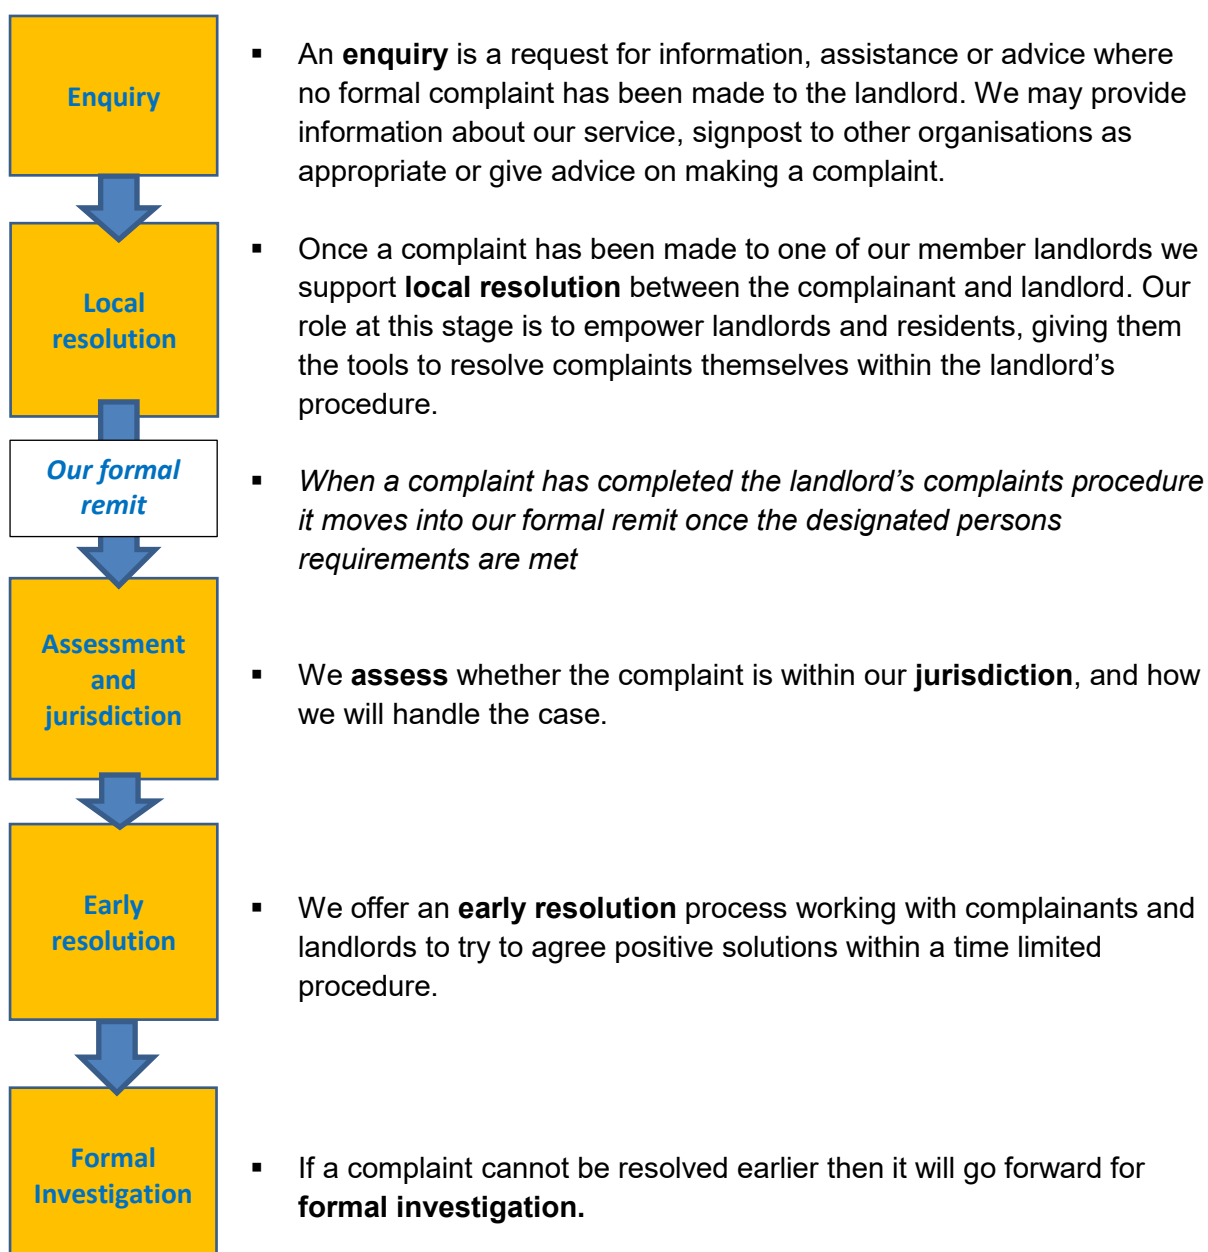 Enquiry
▪ An enquiry is a request for information, assistance or advice where
no formal complaint has been made to the landlord. We may provide
information about our service, signpost to other organisations as
appropriate or give advice on making a complaint.
Local
resolution
▪ Once a complaint has been made to one of our member landlords we
support local resolution between the complainant and landlord. Our
role at this stage is to empower landlords and residents, giving them
the tools to resolve complaints themselves within the landlord’s
procedure.
Our formal
remit
▪ When a complaint has completed the landlord’s complaints procedure
it moves into our formal remit once the designated persons
requirements are met
Assessment
and
jurisdiction
▪ We assess whether the complaint is within our jurisdiction, and how
we will handle the case.
Early
resolution
▪ We offer an early resolution process working with complainants and
landlords to try to agree positive solutions within a time limited
procedure.
Formal
Investigation
▪ If a complaint cannot be resolved earlier then it will go forward for
formal investigation.